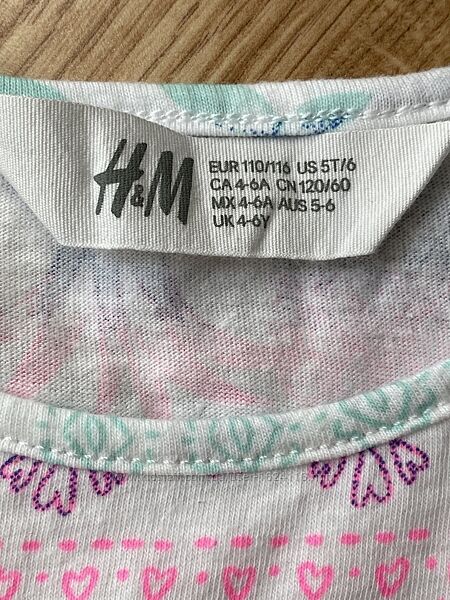 H&M
EUR 110/116 US 5T/6
CA 4-6A CN 120/60
MX 4-6A AUS 5-6
UK 4-6Y